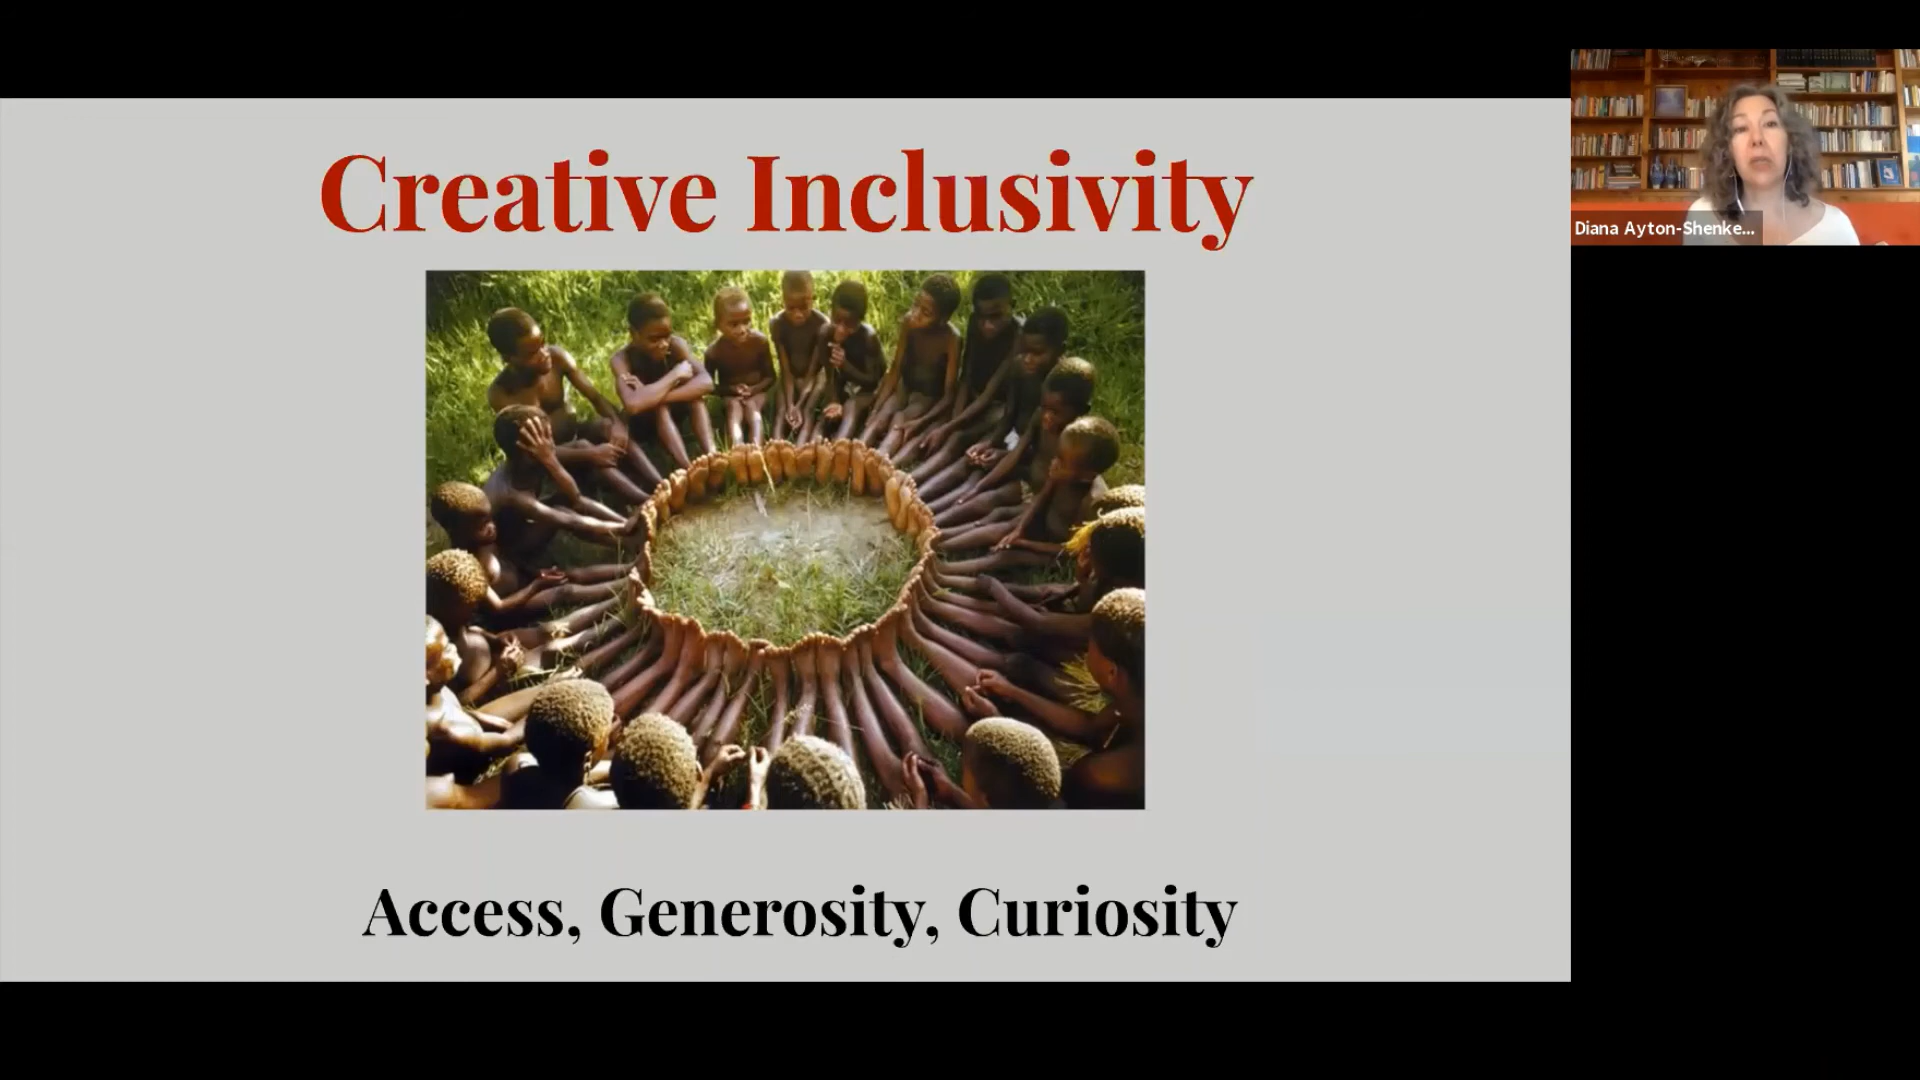 Creative Inclusivity
Diana Ayton-Shenke...
Access, Generosity, Curiosity